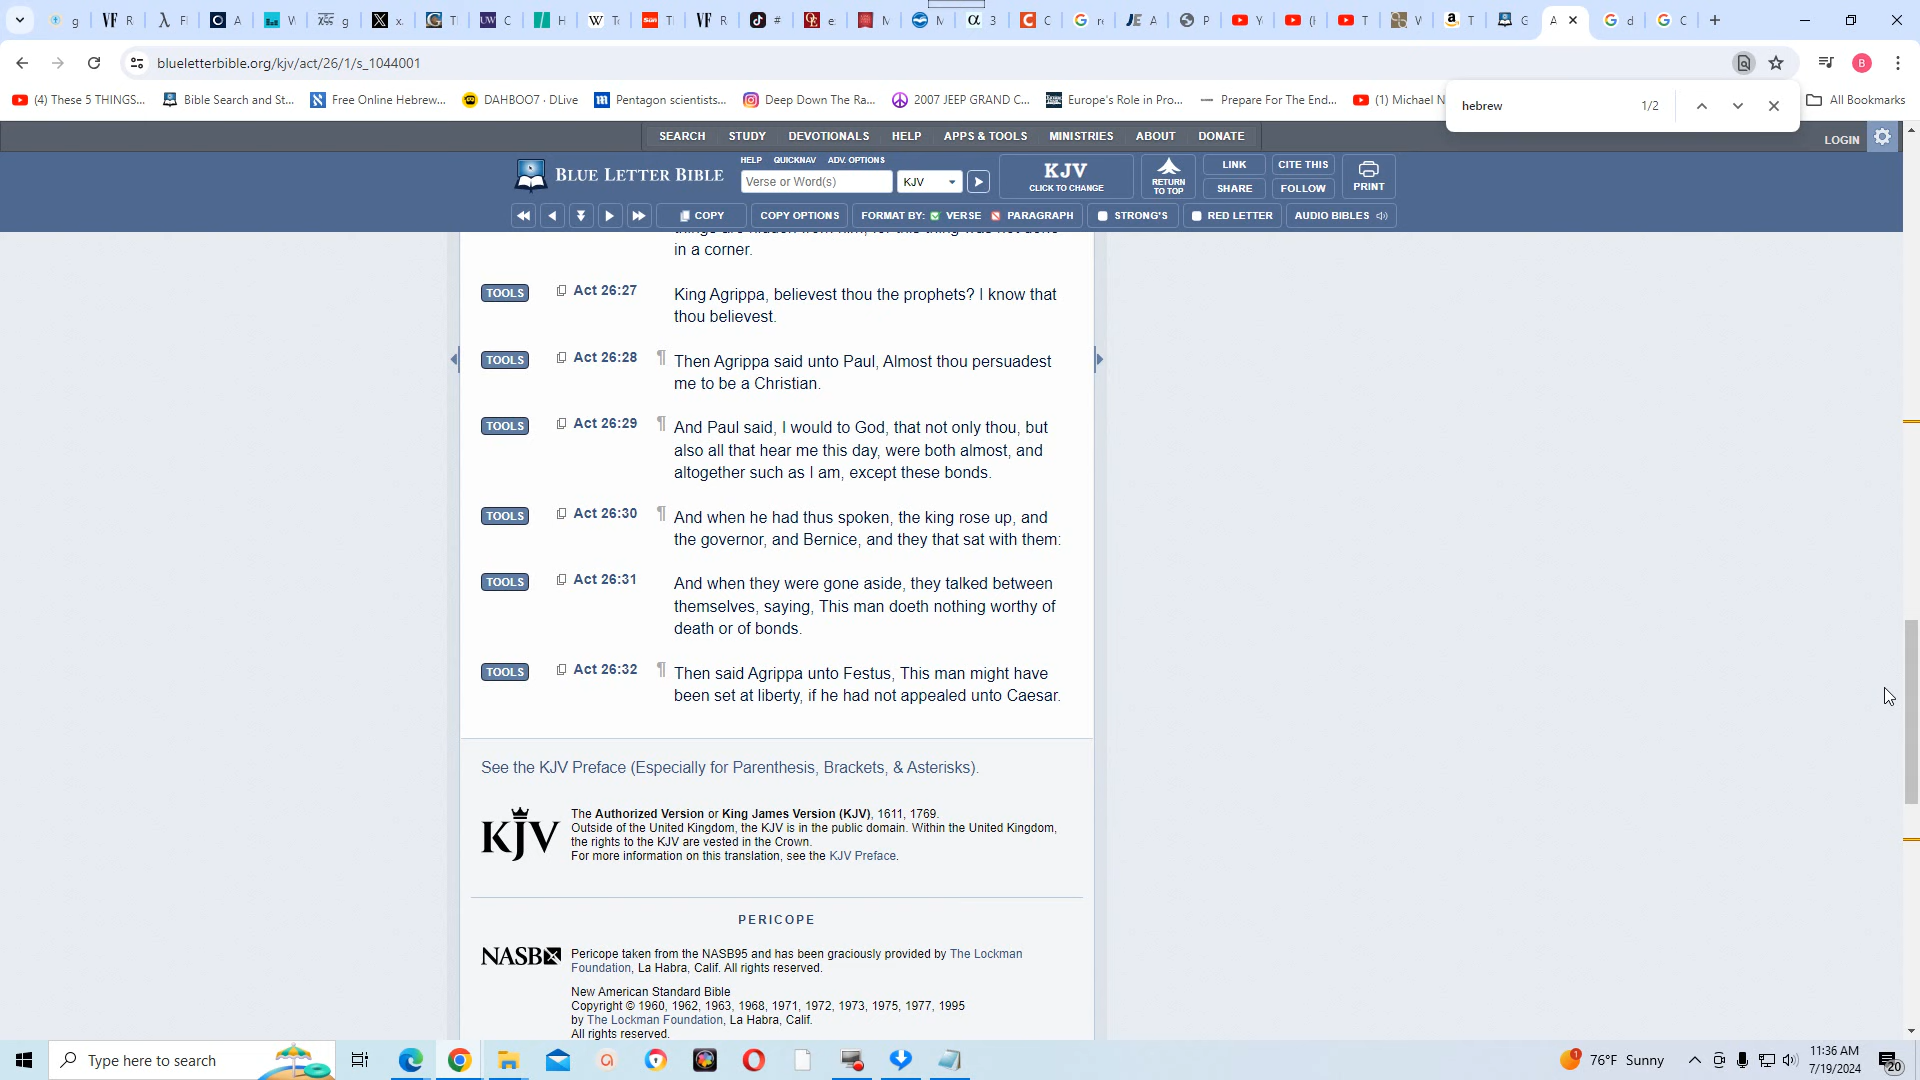 blueletterbible.org/kjv/act/26/1/s_1044001
(4) These 5 THINGS...
Bible Search and St...
Free Online Hebrew...
DAHBOO7 · DLive
Pentagon scientists...
Deep Down The Ra...
2007 JEEP GRAND C...
Europe's Role in Pro...
Prepare For The End...
(1) Michael N
hebrew 1/2
All Bookmarks
SEARCH STUDY DEVOTIONALS HELP APPS & TOOLS MINISTRIES ABOUT DONATE
LOGIN
BLUE LETTER BIBLE
HELP QUICKNAV ADV. OPTIONS
Verse or Word(s) KJV
KJV
CLICK TO CHANGE
RETURN
TO TOP
LINK CITE THIS
SHARE FOLLOW
PRINT
COPY COPY OPTIONS FORMAT BY: VERSE PARAGRAPH STRONG'S RED LETTER AUDIO BIBLES
things are hidden from him; for this thing was not done
in a corner.
TOOLS Act 26:27 King Agrippa, believest thou the prophets? I know that
thou believest.
TOOLS Act 26:28 ¶ Then Agrippa said unto Paul, Almost thou persuadest
me to be a Christian.
TOOLS Act 26:29 ¶ And Paul said, I would to God, that not only thou, but
also all that hear me this day, were both almost, and
altogether such as I am, except these bonds.
TOOLS Act 26:30 ¶ And when he had thus spoken, the king rose up, and
the governor, and Bernice, and they that sat with them:
TOOLS Act 26:31 And when they were gone aside, they talked between
themselves, saying, This man doeth nothing worthy of
death or of bonds.
TOOLS Act 26:32 ¶ Then said Agrippa unto Festus, This man might have
been set at liberty, if he had not appealed unto Caesar.
See the KJV Preface (Especially for Parenthesis, Brackets, & Asterisks).
KJV
The Authorized Version or King James Version (KJV), 1611, 1769.
Outside of the United Kingdom, the KJV is in the public domain. Within the United Kingdom,
the rights to the KJV are vested in the Crown.
For more information on this translation, see the KJV Preface.
PERICOPE
NASB
Pericope taken from the NASB95 and has been graciously provided by The Lockman
Foundation, La Habra, Calif. All rights reserved.
New American Standard Bible
Copyright © 1960, 1962, 1963, 1968, 1971, 1972, 1973, 1975, 1977, 1995
by The Lockman Foundation, La Habra, Calif.
All rights reserved.
Type here to search
76°F Sunny
11:36 AM
7/19/2024
20